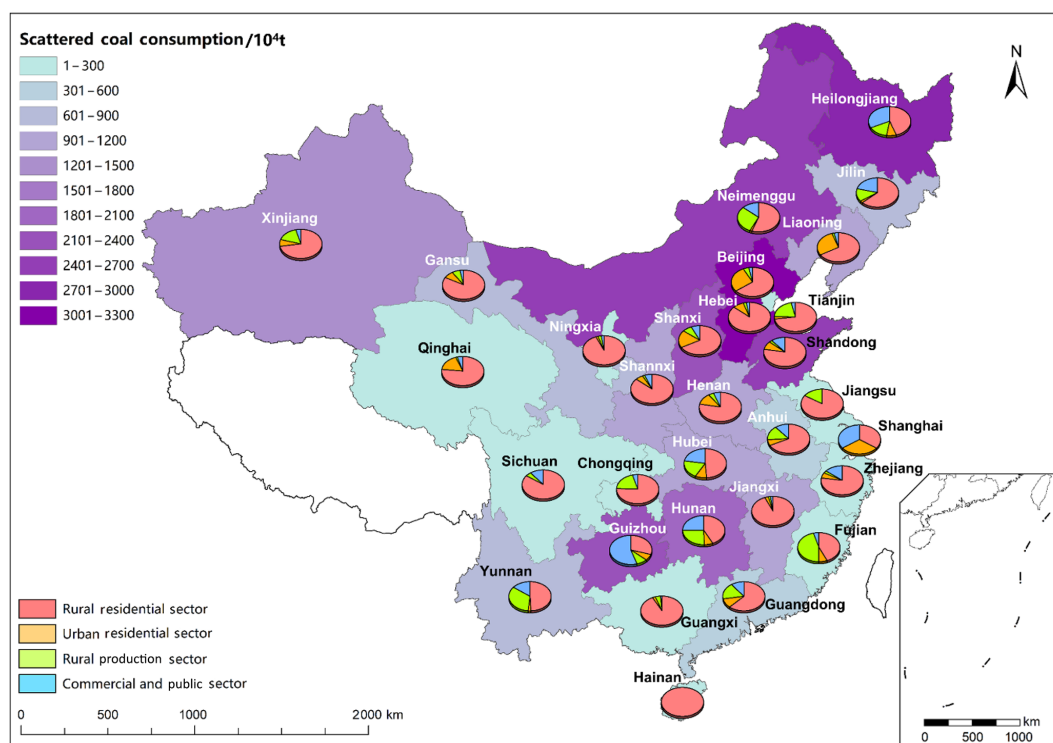 Scattered coal consumption/10⁴t
1–300
301–600
601–900
901–1200
1201–1500
1501–1800
1801–2100
2101–2400
2401–2700
2701–3000
3001–3300
N
Heilongjiang
Jilin
Neimenggu
Liaoning
Xinjiang
Gansu
Beijing
Hebei
Tianjin
Ningxia
Shanxi
Shandong
Qinghai
Shannxi
Henan
Jiangsu
Anhui
Shanghai
Hubei
Zhejiang
Sichuan
Chongqing
Jiangxi
Hunan
Guizhou
Fujian
Yunnan
Guangdong
Guangxi
Hainan
Rural residential sector
Urban residential sector
Rural production sector
Commercial and public sector
0 500 1000 2000 km
km
0 500 1000